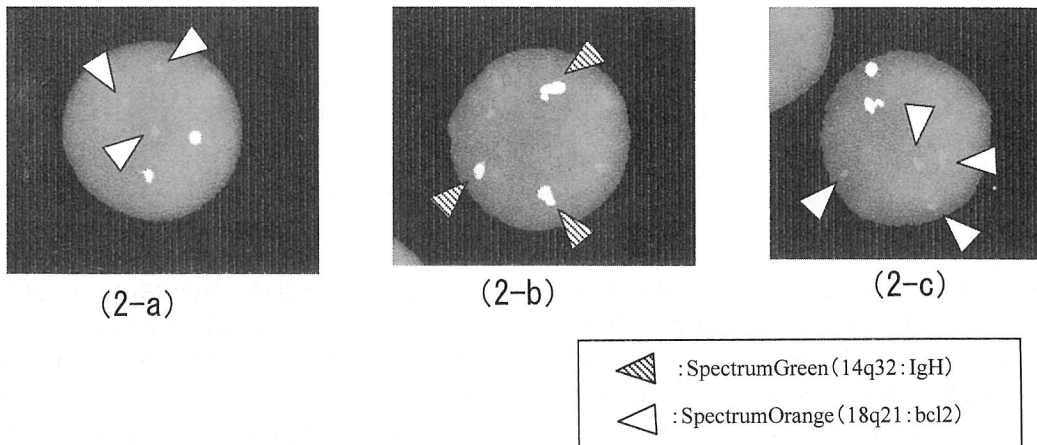 (2-a)
(2-b)
(2-c)
:SpectrumGreen(14q32:IgH)
:SpectrumOrange(18q21:bcl2)